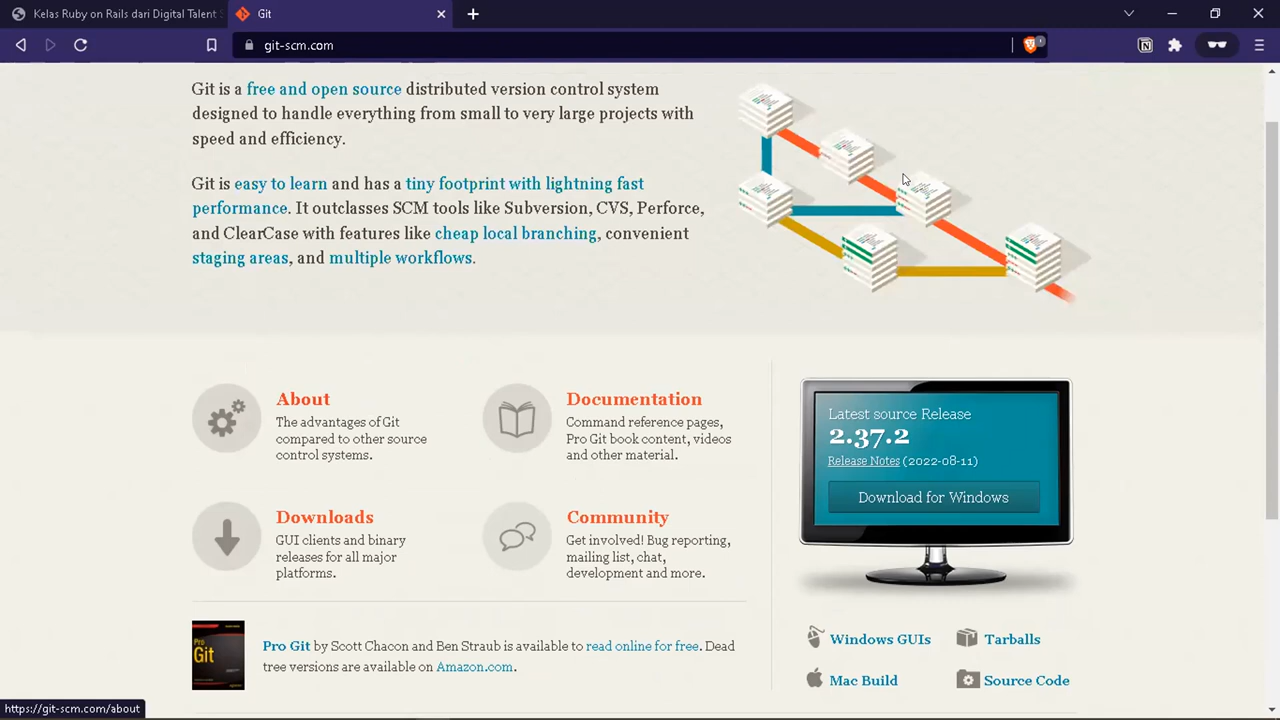 Kelas Ruby on Rails dari Digital Talent S
Git
git-scm.com
Git is a free and open source distributed version control system
designed to handle everything from small to very large projects with
speed and efficiency.
Git is easy to learn and has a tiny footprint with lightning fast
performance. It outclasses SCM tools like Subversion, CVS, Perforce,
and ClearCase with features like cheap local branching, convenient
staging areas, and multiple workflows.
About
The advantages of Git
compared to other source
control systems.
Documentation
Command reference pages,
Pro Git book content, videos
and other material.
Downloads
GUI clients and binary
releases for all major
platforms.
Community
Get involved! Bug reporting,
mailing list, chat,
development and more.
Latest source Release
2.37.2
Release Notes (2022-08-11)
Download for Windows
Pro
Git
Pro Git by Scott Chacon and Ben Straub is available to read online for free. Dead
tree versions are available on Amazon.com.
Windows GUIs
Tarballs
Mac Build
Source Code
https://git-scm.com/about